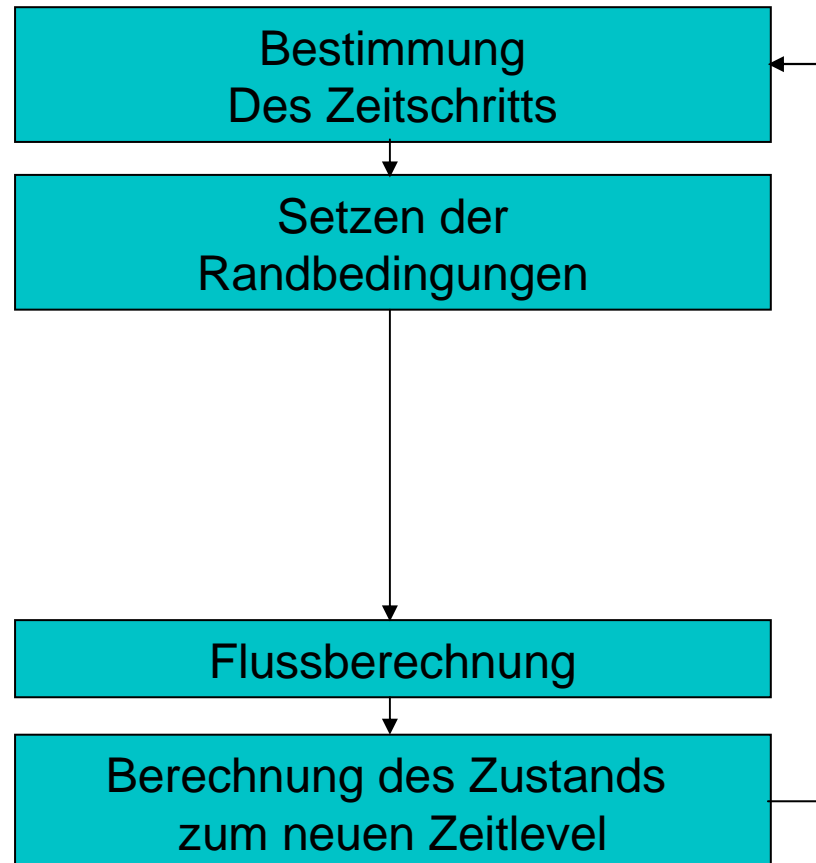 Bestimmung
Des Zeitschritts
Setzen der
Randbedingungen
Flussberechnung
Berechnung des Zustands
zum neuen Zeitlevel